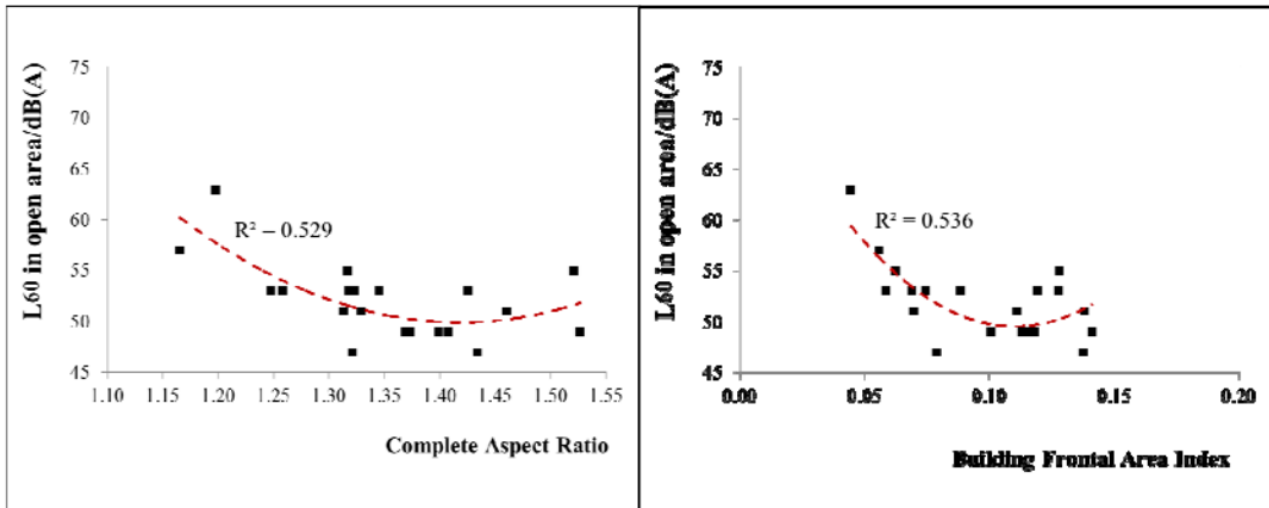 L60 in open area/dB(A)
75
70
65
60
55
50
45
R² – 0.529
1.10 1.15 1.20 1.25 1.30 1.35 1.40 1.45 1.50 1.55
Complete Aspect Ratio
L60 in open area/dB(A)
75
70
65
60
55
50
45
R² = 0.536
0.00 0.05 0.10 0.15 0.20
Building Frontal Area Index